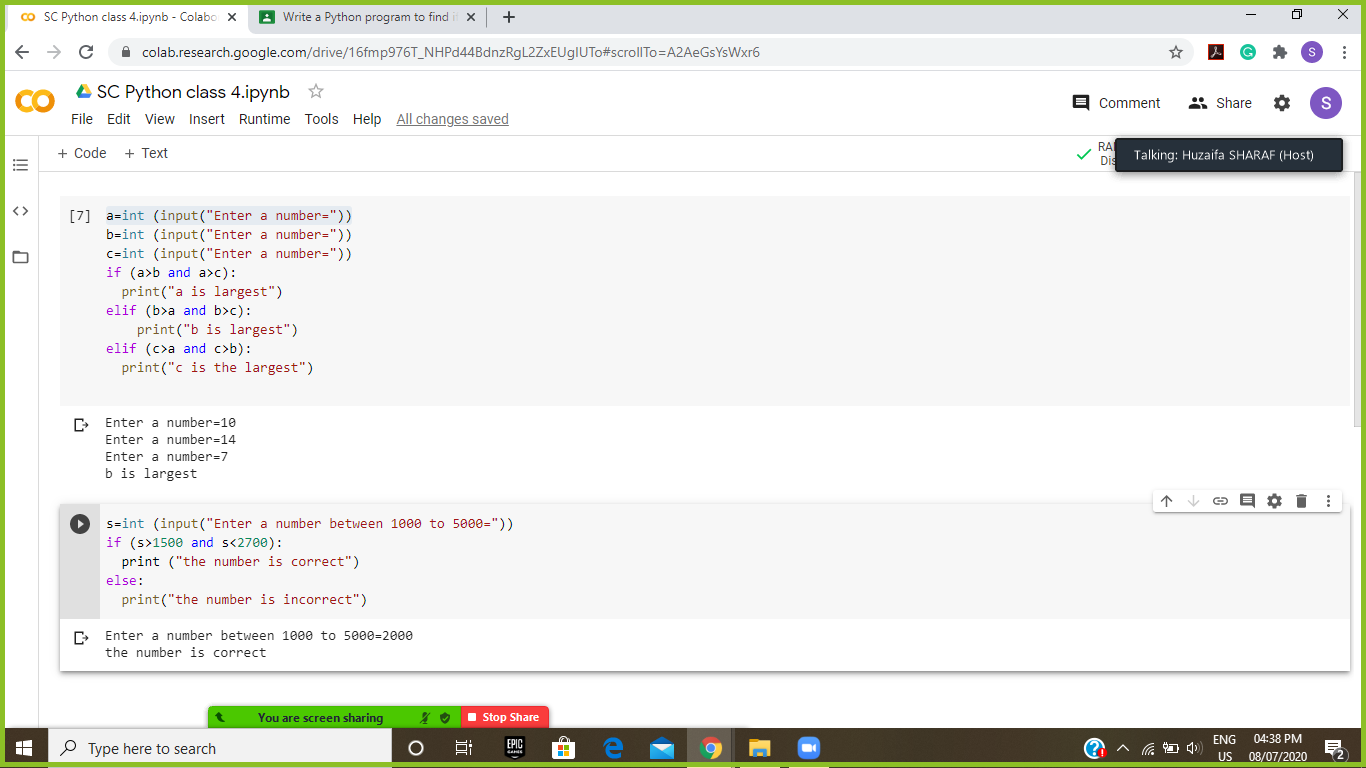 SC Python class 4.ipynb - Colabo
Write a Python program to find i
colab.research.google.com/drive/16fmp976T_NHPd44BdnzRgL2ZxEUgIUTo#scrollTo=A2AeGsYsWxr6
S
SC Python class 4.ipynb
Comment
Share
S
File Edit View Insert Runtime Tools Help All changes saved
+ Code + Text
RA
Dis
Talking: Huzaifa SHARAF (Host)
[7] a=int (input("Enter a number="))
b=int (input("Enter a number="))
c=int (input("Enter a number="))
if (a>b and a>c):
  print("a is largest")
elif (b>a and b>c):
    print("b is largest")
elif (c>a and c>b):
  print("c is the largest")
Enter a number=10
Enter a number=14
Enter a number=7
b is largest
s=int (input("Enter a number between 1000 to 5000="))
if (s>1500 and s<2700):
  print ("the number is correct")
else:
  print("the number is incorrect")
Enter a number between 1000 to 5000=2000
the number is correct
You are screen sharing
Stop Share
Type here to search
EPIC GAMES
ENG
US
04:38 PM
08/07/2020
2